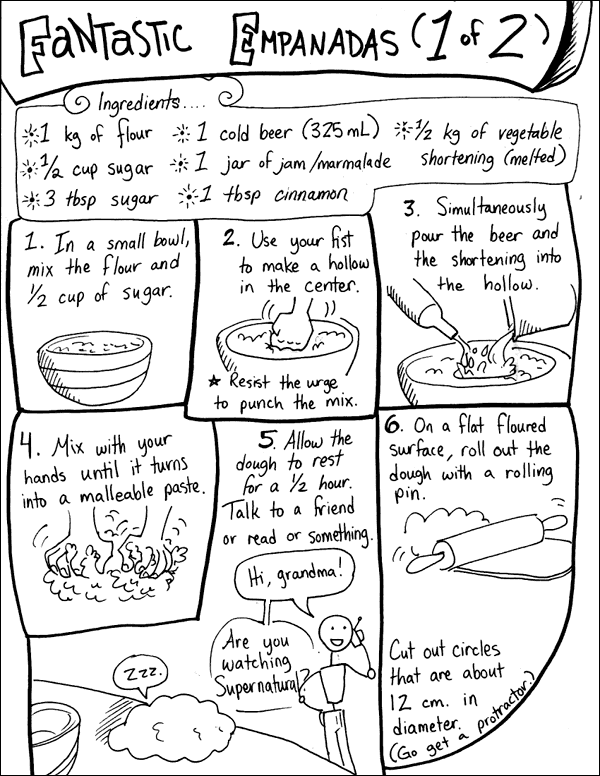 FaNTaSTiC EMPANADAS (1 of 2)
Ingredients....
1 kg of flour
1/2 cup sugar
3 tbsp sugar
1 cold beer (325 mL)
1 jar of jam/marmalade
1 tbsp cinnamon
1/2 kg of vegetable
shortening (melted)
1. In a small bowl,
mix the flour and
1/2 cup of sugar.
2. Use your fist
to make a hollow
in the center.
★ Resist the urge
to punch the mix.
3. Simultaneously
pour the beer and
the shortening into
the hollow.
4. Mix with your
hands until it turns
into a malleable paste.
5. Allow the
dough to rest
for a 1/2 hour.
Talk to a friend
or read or something.
Hi, grandma!
Are you
watching
Supernatural?
Zzz.
6. On a flat floured
surface, roll out the
dough with a rolling
pin.
Cut out circles
that are about
12 cm. in
diameter.
(Go get a protractor.)